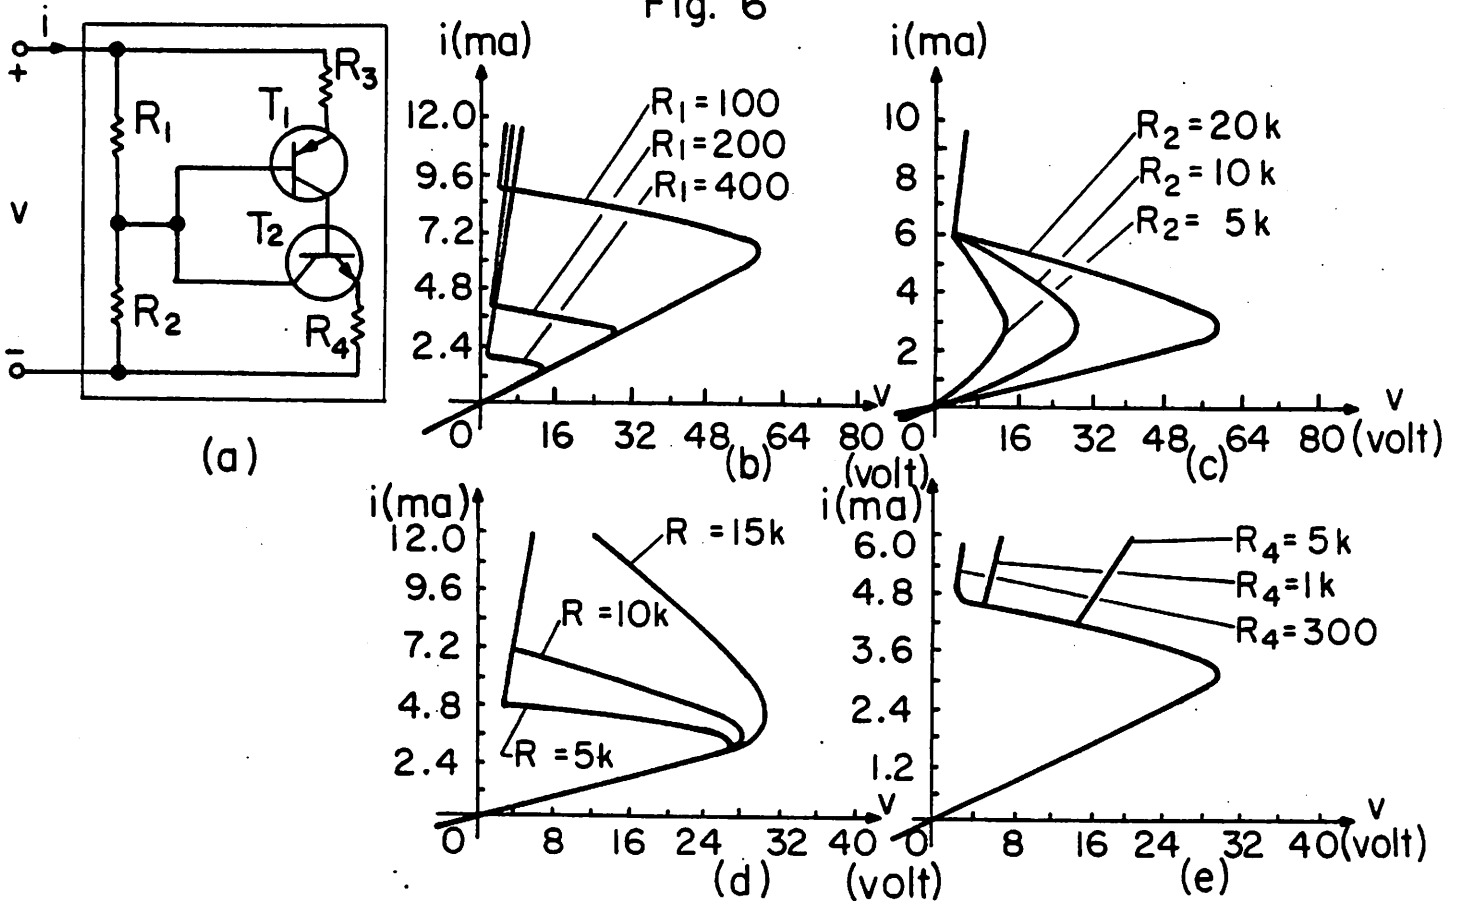 Fig. 6
i
+
v
−
R1
R2
R3
T1
T2
R4
(a)
i(ma)
12.0
9.6
7.2
4.8
2.4
0
16 32 48 64 80
v
(volt)
R1=100
R1=200
R1=400
(b)
i(ma)
10
8
6
4
2
0
16 32 48 64 80(volt)
v
R2=20k
R2=10k
R2= 5k
(c)
i(ma)
12.0
9.6
7.2
4.8
2.4
0
8 16 24 32 40
v
(volt)
R =15k
R =10k
R =5k
(d)
i(ma)
6.0
4.8
3.6
2.4
1.2
0
8 16 24 32 40(volt)
v
R4=5k
R4=1k
R4=300
(e)